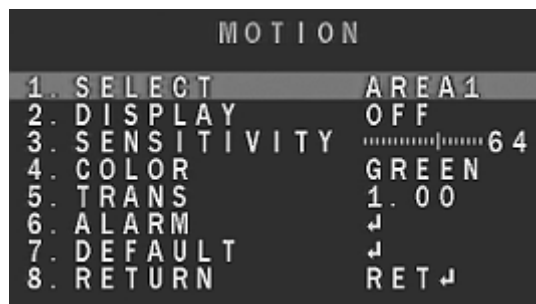 MOTION
1. SELECT AREA1
2. DISPLAY OFF
3. SENSITIVITY 64
4. COLOR GREEN
5. TRANS 1.00
6. ALARM ↲
7. DEFAULT ↲
8. RETURN RET↲